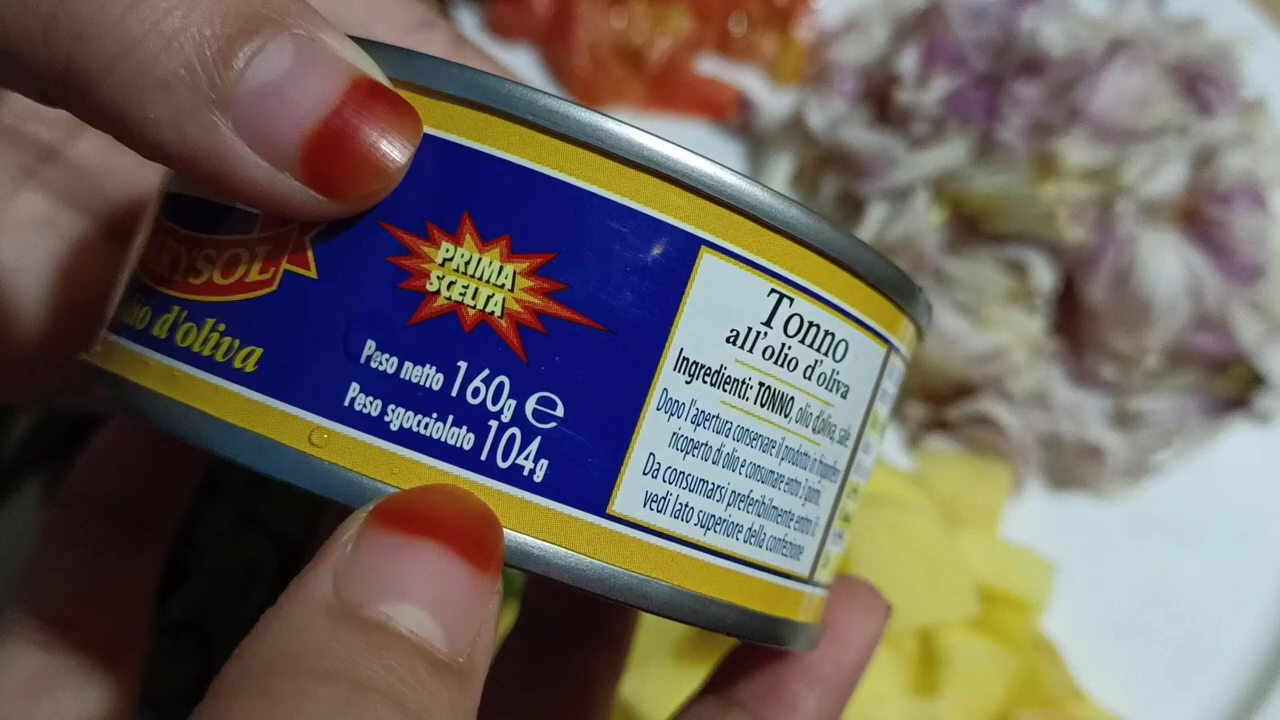 RYSOL
olio d'oliva
PRIMA
SCELTA
Peso netto 160g e
Peso sgocciolato 104g
Tonno
all'olio d'oliva
Ingredienti: TONNO, olio d'oliva, sale
Dopo l'apertura conservare il prodotto in frigorifero
ricoperto di olio e consumare entro 3 giorni.
Da consumarsi preferibilmente entro il:
vedi lato superiore della confezione